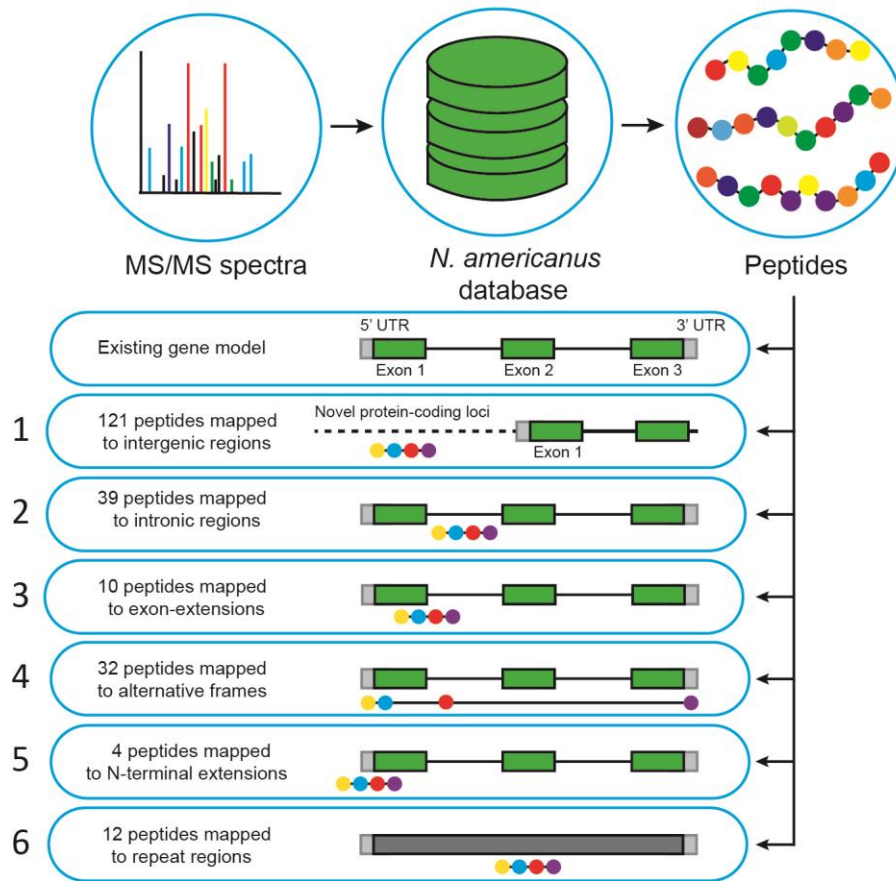 MS/MS spectra
N. americanus
database
Peptides
Existing gene model
5' UTR
3' UTR
Exon 1
Exon 2
Exon 3
1
121 peptides mapped
to intergenic regions
Novel protein-coding loci
Exon 1
2
39 peptides mapped
to intronic regions
3
10 peptides mapped
to exon-extensions
4
32 peptides mapped
to alternative frames
5
4 peptides mapped
to N-terminal extensions
6
12 peptides mapped
to repeat regions